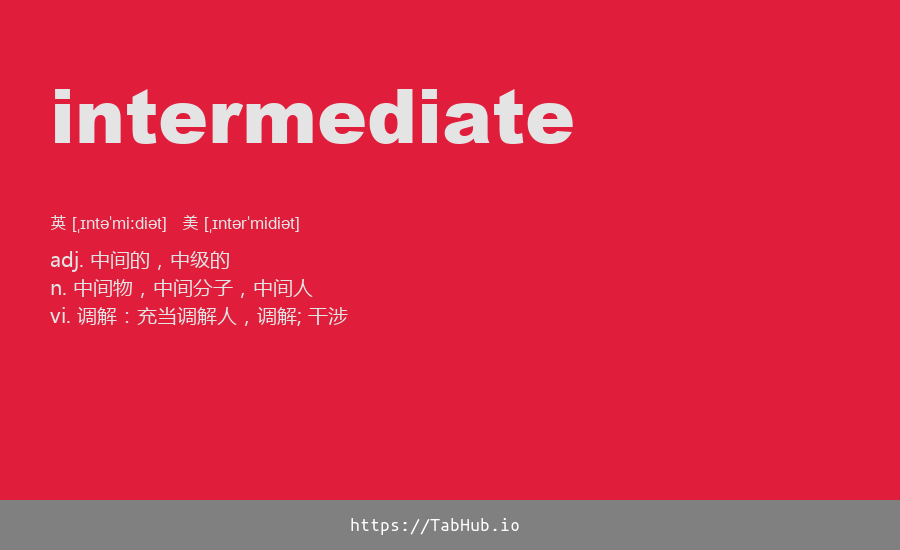 intermediate
英 [ˌɪntəˈmiːdiət] 美 [ˌɪntərˈmidiət]
adj. 中间的，中级的
n. 中间物，中间分子，中间人
vi. 调解：充当调解人，调解; 干涉
https://TabHub.io